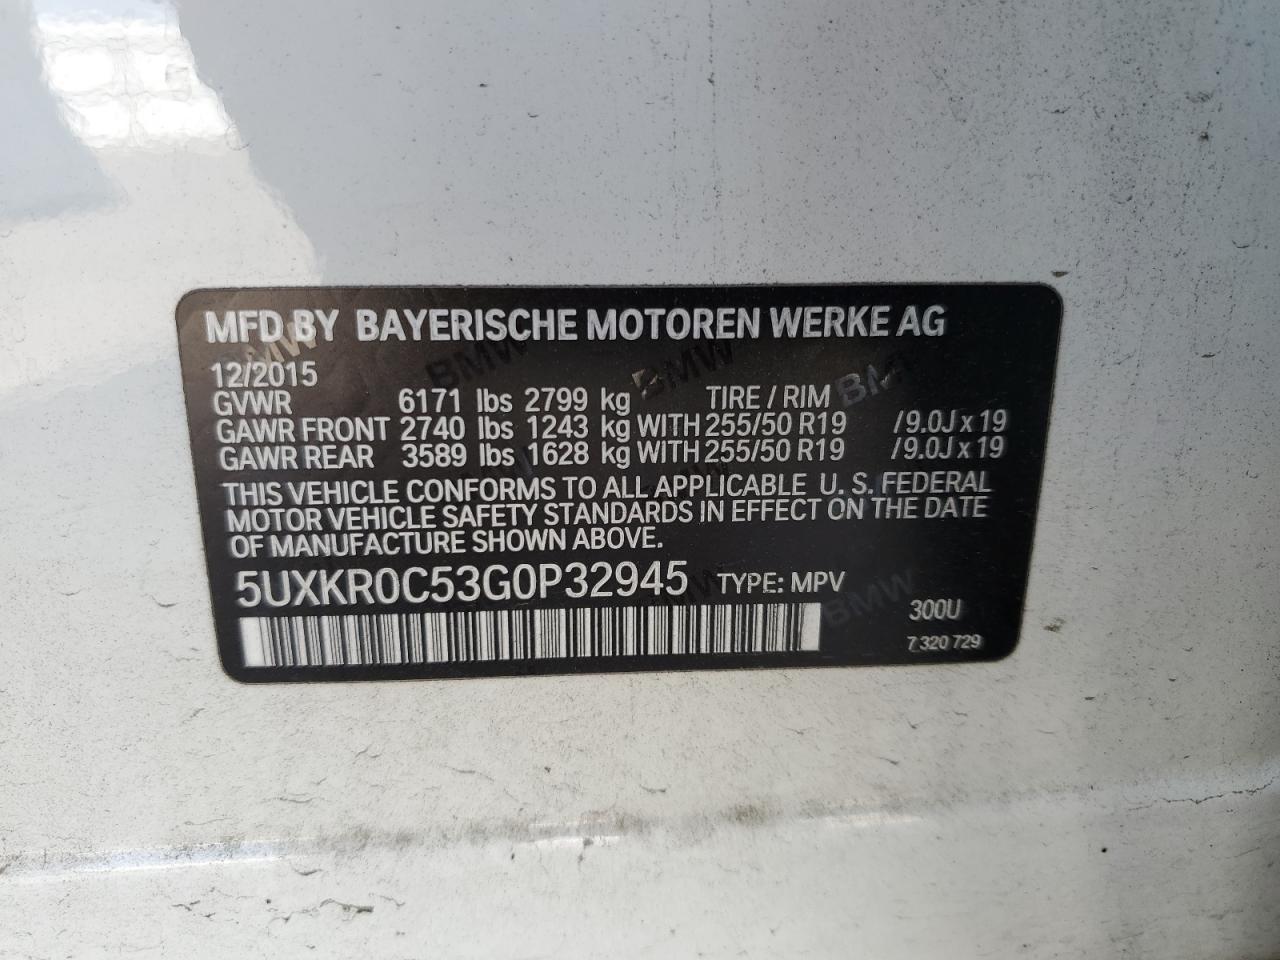 MFD BY BAYERISCHE MOTOREN WERKE AG
12/2015
GVWR 6171 lbs 2799 kg TIRE / RIM
GAWR FRONT 2740 lbs 1243 kg WITH 255/50 R19 /9.0J x 19
GAWR REAR 3589 lbs 1628 kg WITH 255/50 R19 /9.0J x 19
THIS VEHICLE CONFORMS TO ALL APPLICABLE U. S. FEDERAL
MOTOR VEHICLE SAFETY STANDARDS IN EFFECT ON THE DATE
OF MANUFACTURE SHOWN ABOVE.
5UXKR0C53G0P32945 TYPE: MPV
300U
7 320 729